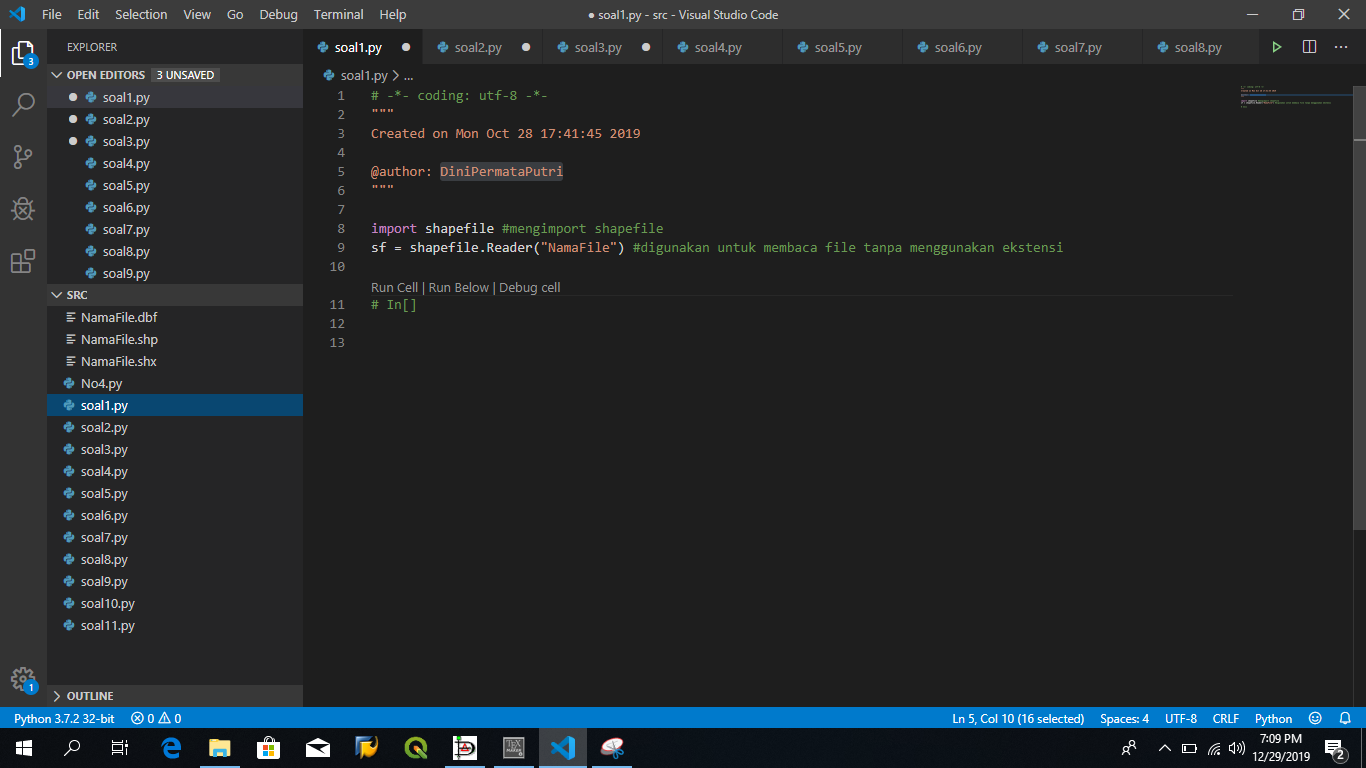 File Edit Selection View Go Debug Terminal Help ● soal1.py - src - Visual Studio Code
EXPLORER
soal1.py soal2.py soal3.py soal4.py soal5.py soal6.py soal7.py soal8.py
OPEN EDITORS 3 UNSAVED
soal1.py
soal2.py
soal3.py
soal4.py
soal5.py
soal6.py
soal7.py
soal8.py
soal9.py
SRC
NamaFile.dbf
NamaFile.shp
NamaFile.shx
No4.py
soal1.py
soal2.py
soal3.py
soal4.py
soal5.py
soal6.py
soal7.py
soal8.py
soal9.py
soal10.py
soal11.py
OUTLINE
3
1
soal1.py > ...
1 # -*- coding: utf-8 -*-
2 """
3 Created on Mon Oct 28 17:41:45 2019
4
5 @author: DiniPermataPutri
6 """
7
8 import shapefile #mengimport shapefile
9 sf = shapefile.Reader("NamaFile") #digunakan untuk membaca file tanpa menggunakan ekstensi
10
Run Cell | Run Below | Debug cell
11 # In[]
12
13
Python 3.7.2 32-bit 0 0 Ln 5, Col 10 (16 selected) Spaces: 4 UTF-8 CRLF Python
TEX MAKER
7:09 PM
12/29/2019
2